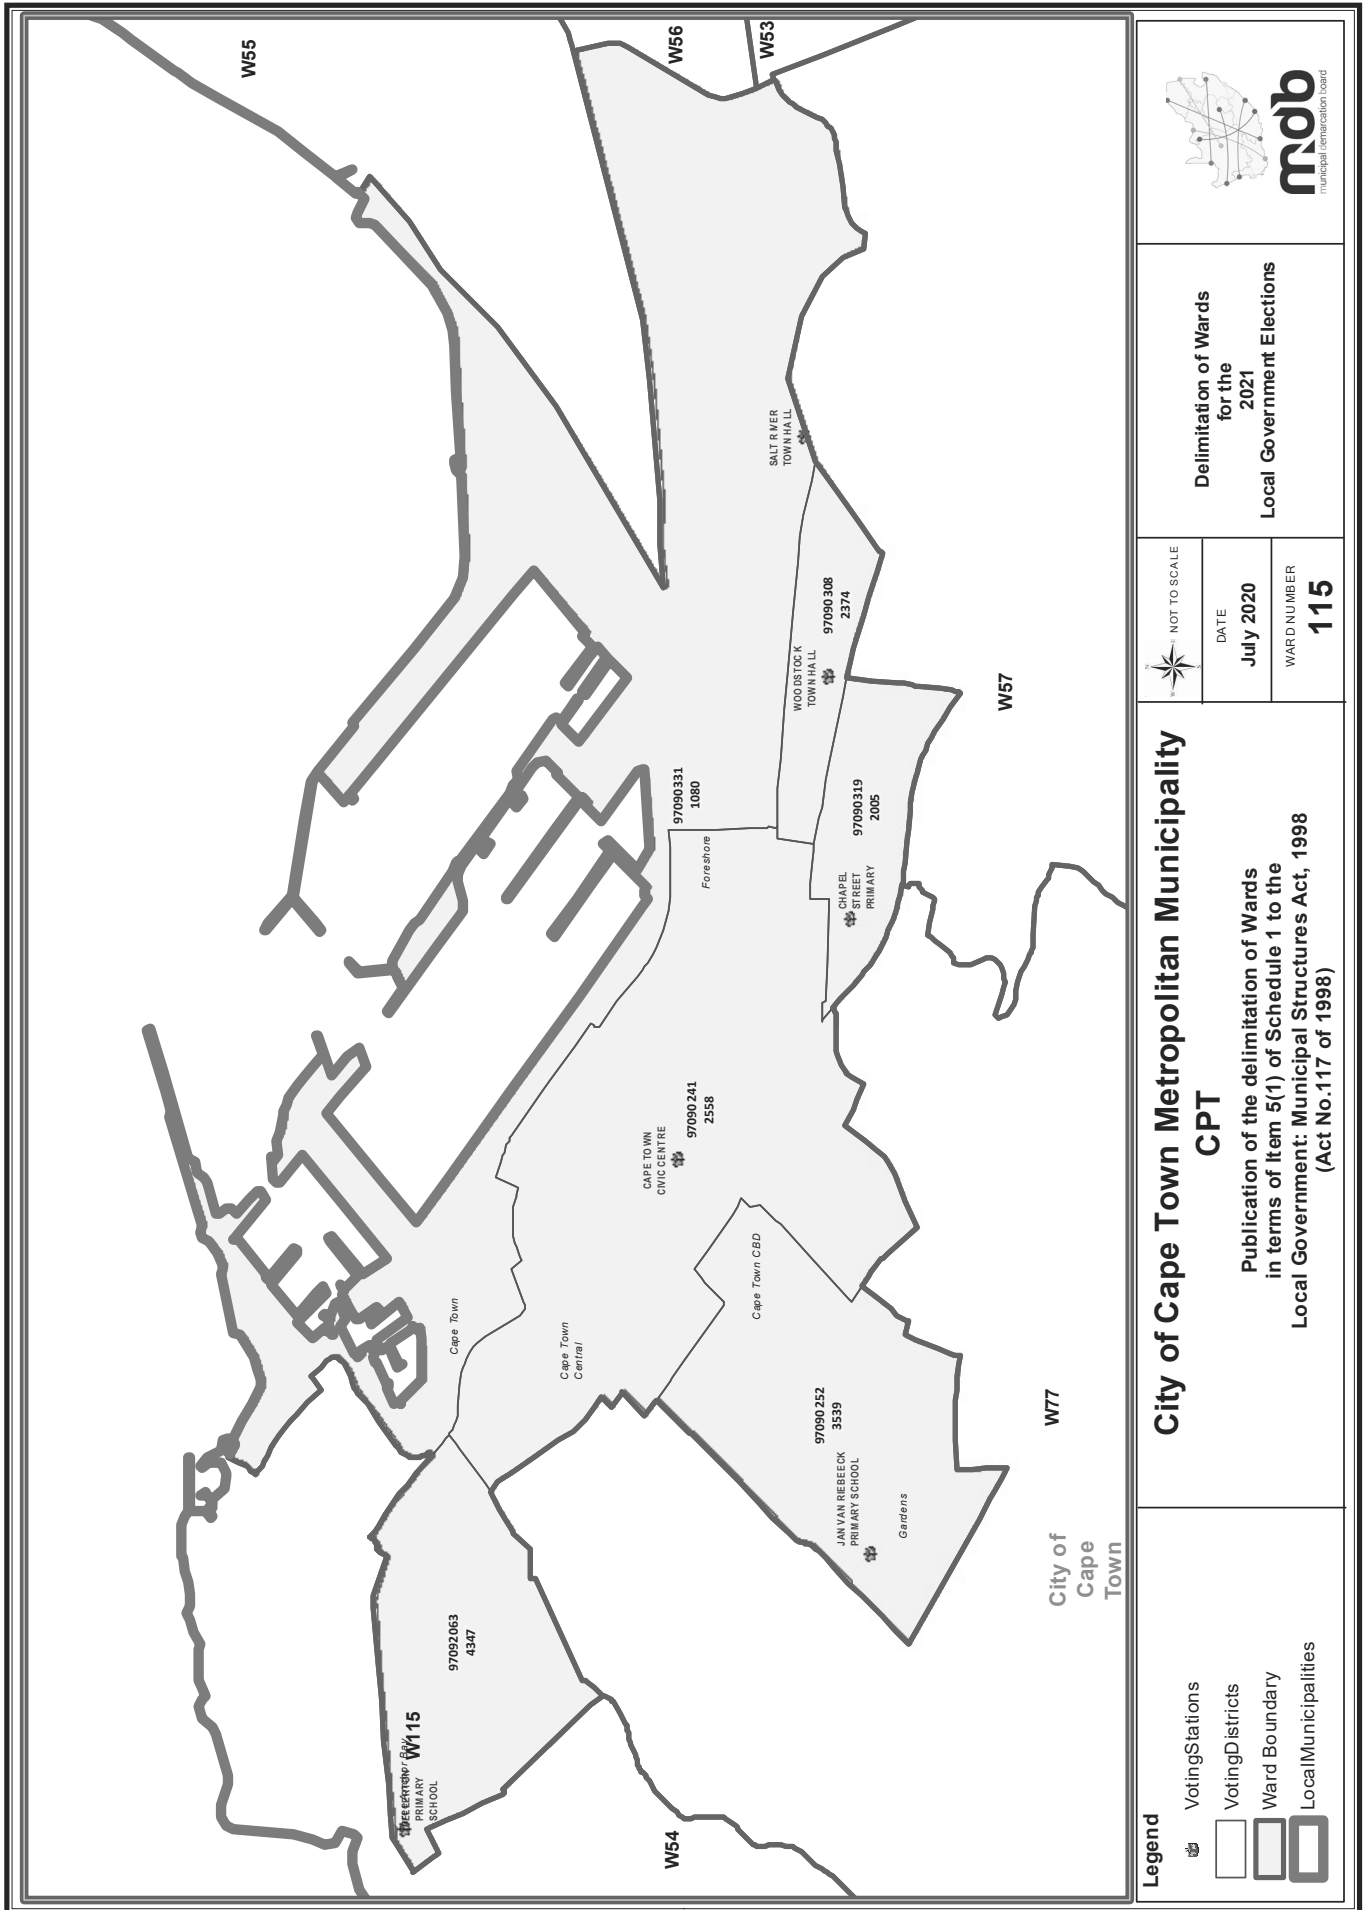 W55
W56
W53
SALT RIVER
TOWN HALL
97090308
2374
WOODSTOCK
TOWN HALL
W57
97090331
1080
97090319
2005
Foreshore
CHAPEL
STREET
PRIMARY
97090241
2558
CAPE TOWN
CIVIC CENTRE
Cape Town CBD
Cape Town
Cape Town
Central
97090252
3539
JAN VAN RIEBEECK
PRIMARY SCHOOL
Gardens
W77
City of
Cape
Town
97092063
4347
W115
PRIMARY
SCHOOL
W54
Legend
VotingStations
VotingDistricts
Ward Boundary
LocalMunicipalities
City of Cape Town Metropolitan Municipality
CPT
Publication of the delimitation of Wards
in terms of Item 5(1) of Schedule 1 to the
Local Government: Municipal Structures Act, 1998
(Act No.117 of 1998)
NOT TO SCALE
DATE
July 2020
WARD NUMBER
115
Delimitation of Wards
for the
2021
Local Government Elections
mdb
municipal demarcation board